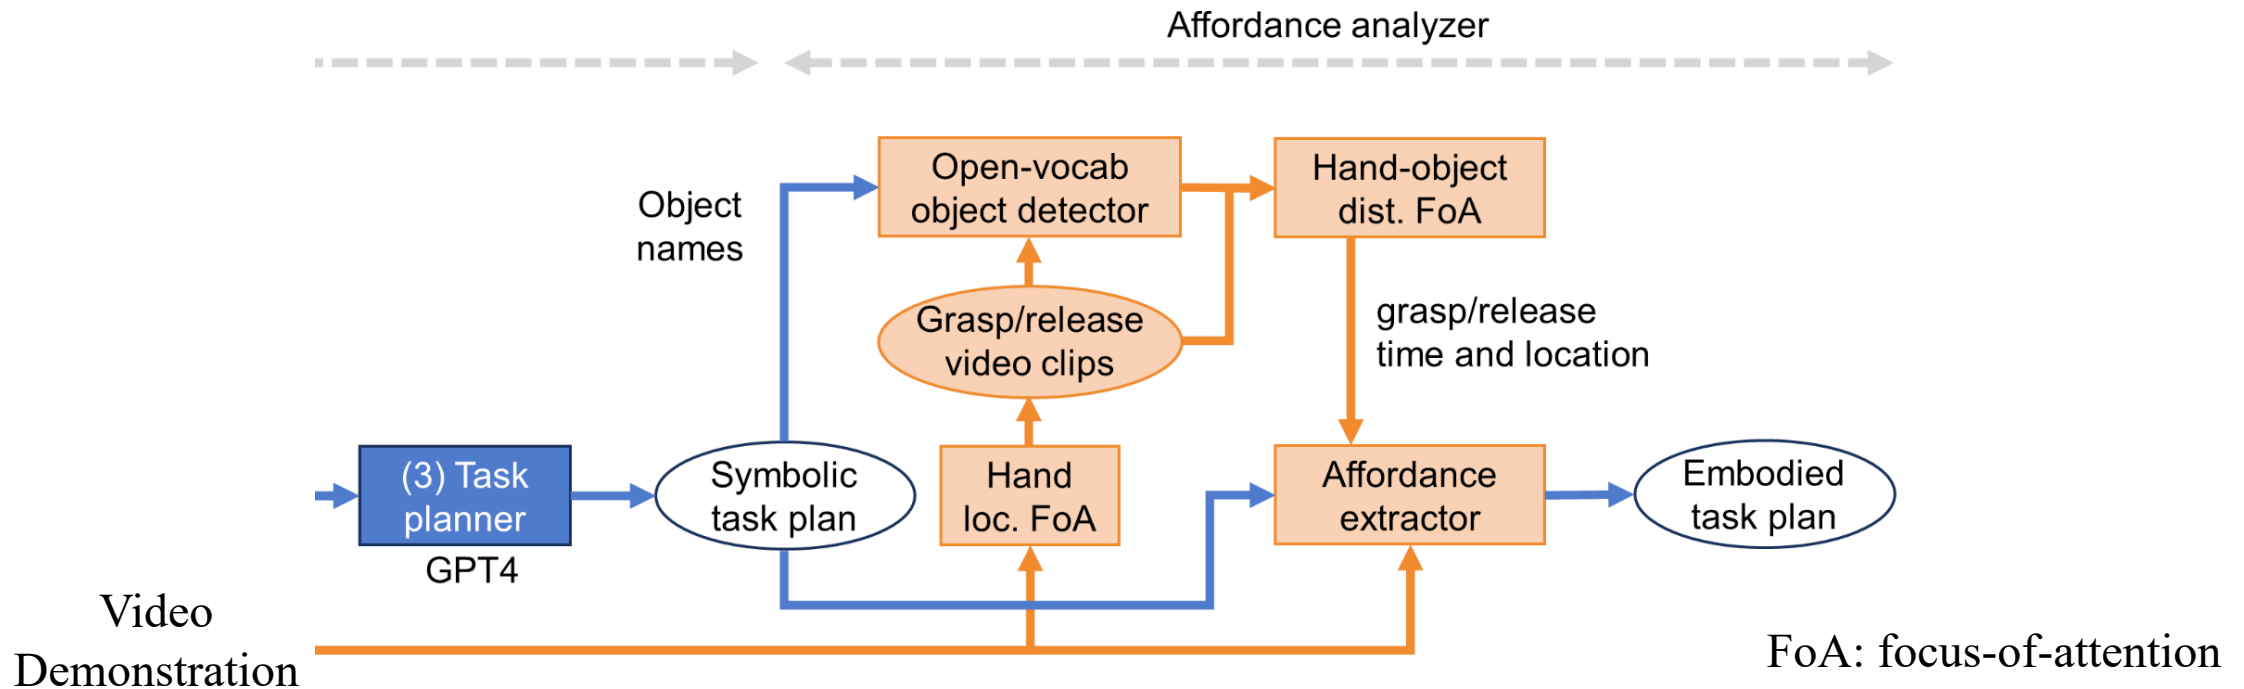 Affordance analyzer
Object
names
Open-vocab
object detector
Hand-object
dist. FoA
Grasp/release
video clips
grasp/release
time and location
(3) Task
planner
GPT4
Symbolic
task plan
Hand
loc. FoA
Affordance
extractor
Embodied
task plan
Video
Demonstration
FoA: focus-of-attention